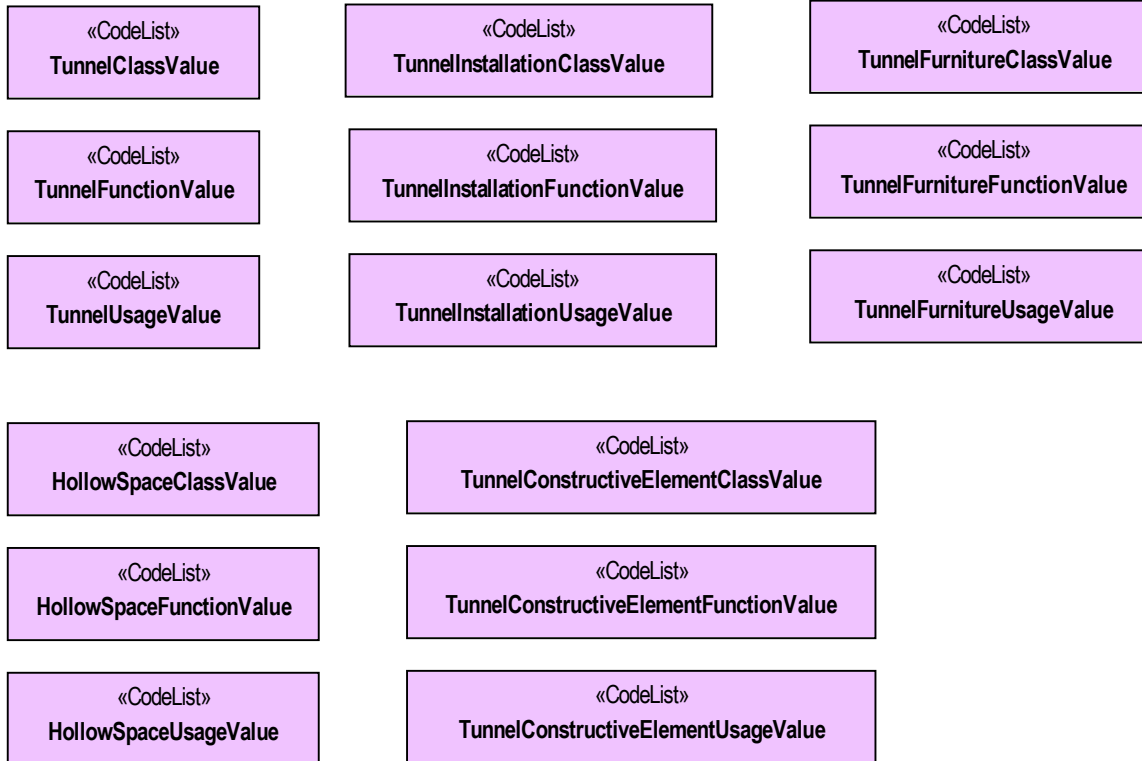 «CodeList»
TunnelClassValue
«CodeList»
TunnelInstallationClassValue
«CodeList»
TunnelFurnitureClassValue
«CodeList»
TunnelFunctionValue
«CodeList»
TunnelInstallationFunctionValue
«CodeList»
TunnelFurnitureFunctionValue
«CodeList»
TunnelUsageValue
«CodeList»
TunnelInstallationUsageValue
«CodeList»
TunnelFurnitureUsageValue
«CodeList»
HollowSpaceClassValue
«CodeList»
TunnelConstructiveElementClassValue
«CodeList»
HollowSpaceFunctionValue
«CodeList»
TunnelConstructiveElementFunctionValue
«CodeList»
HollowSpaceUsageValue
«CodeList»
TunnelConstructiveElementUsageValue